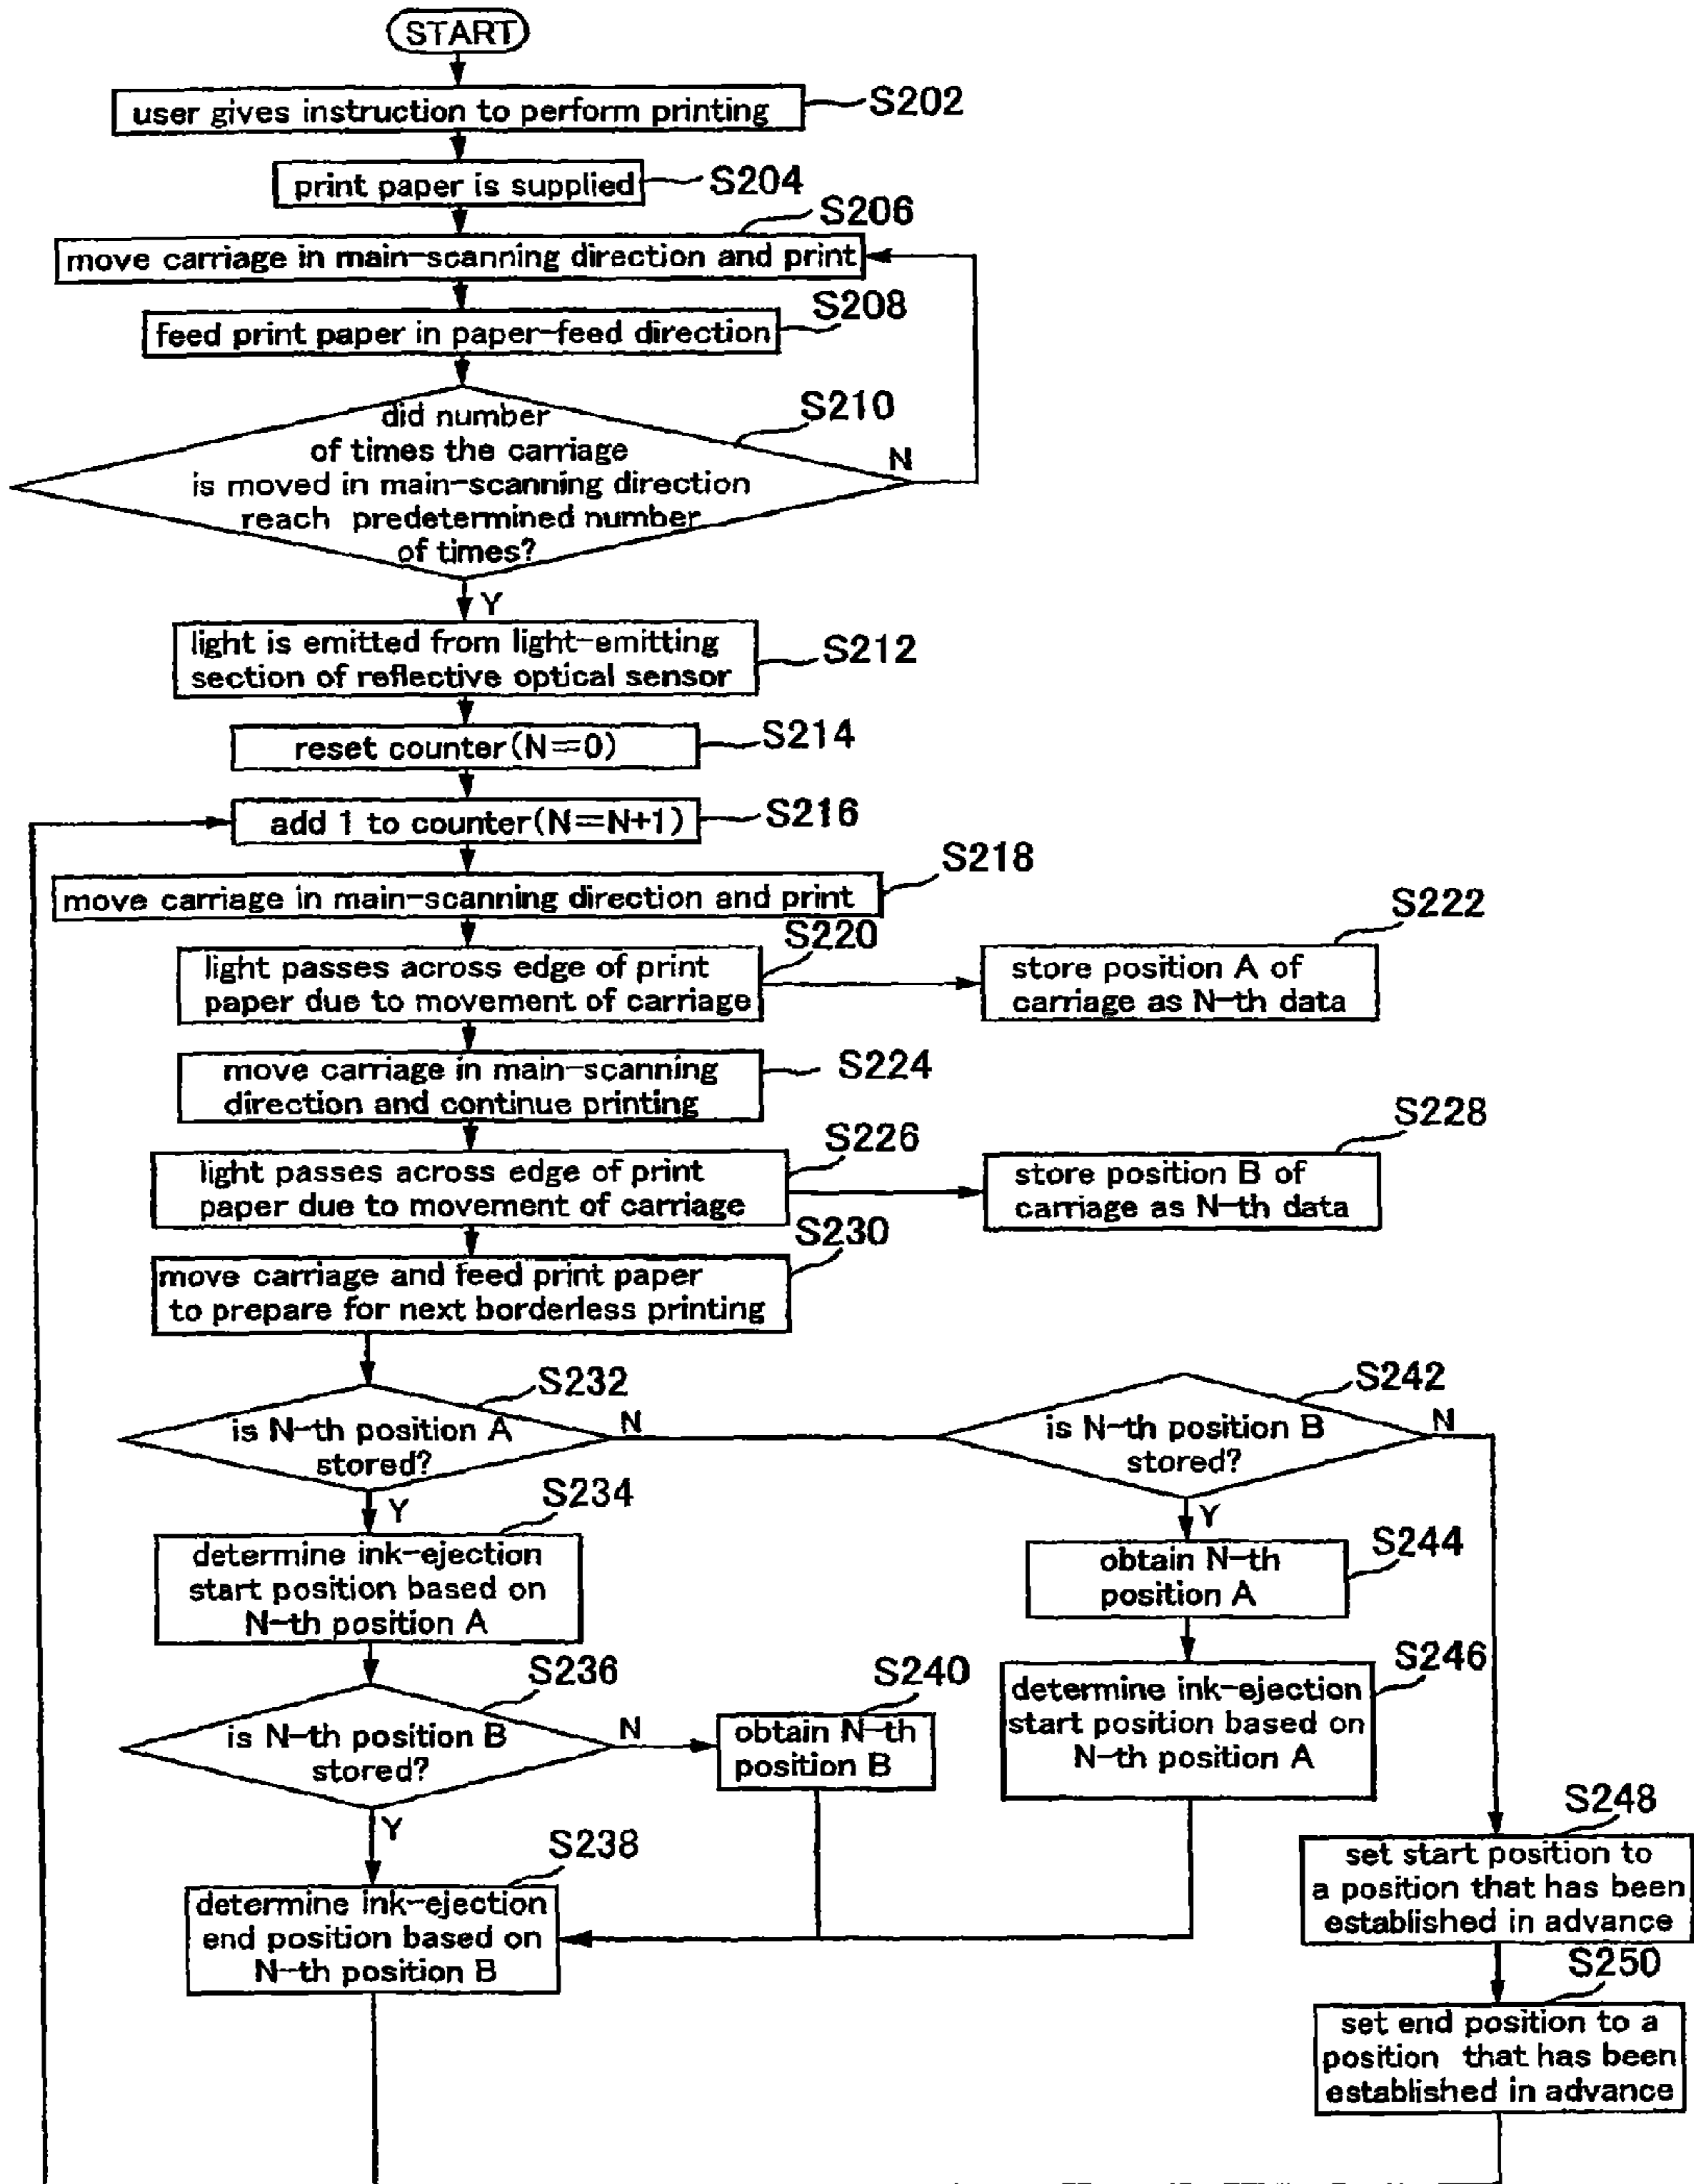 START
user gives instruction to perform printing
S202
print paper is supplied
S204
S206
move carriage in main-scanning direction and print
S208
feed print paper in paper-feed direction
S210
did number
of times the carriage
is moved in main-scanning direction
reach predetermined number
of times?
N
Y
light is emitted from light-emitting
section of reflective optical sensor
S212
reset counter(N=0)
S214
add 1 to counter(N=N+1)
S216
S218
move carriage in main-scanning direction and print
S220
light passes across edge of print
paper due to movement of carriage
S222
store position A of
carriage as N-th data
move carriage in main-scanning
direction and continue printing
S224
S226
light passes across edge of print
paper due to movement of carriage
S228
store position B of
carriage as N-th data
S230
move carriage and feed print paper
to prepare for next borderless printing
S232
is N-th position A
stored?
N
Y
S242
is N-th position B
stored?
N
Y
S234
determine ink-ejection
start position based on
N-th position A
S244
obtain N-th
position A
S236
is N-th position B
stored?
N
Y
S240
obtain N-th
position B
S246
determine ink-ejection
start position based on
N-th position A
S238
determine ink-ejection
end position based on
N-th position B
S248
set start position to
a position that has been
established in advance
S250
set end position to a
position that has been
established in advance